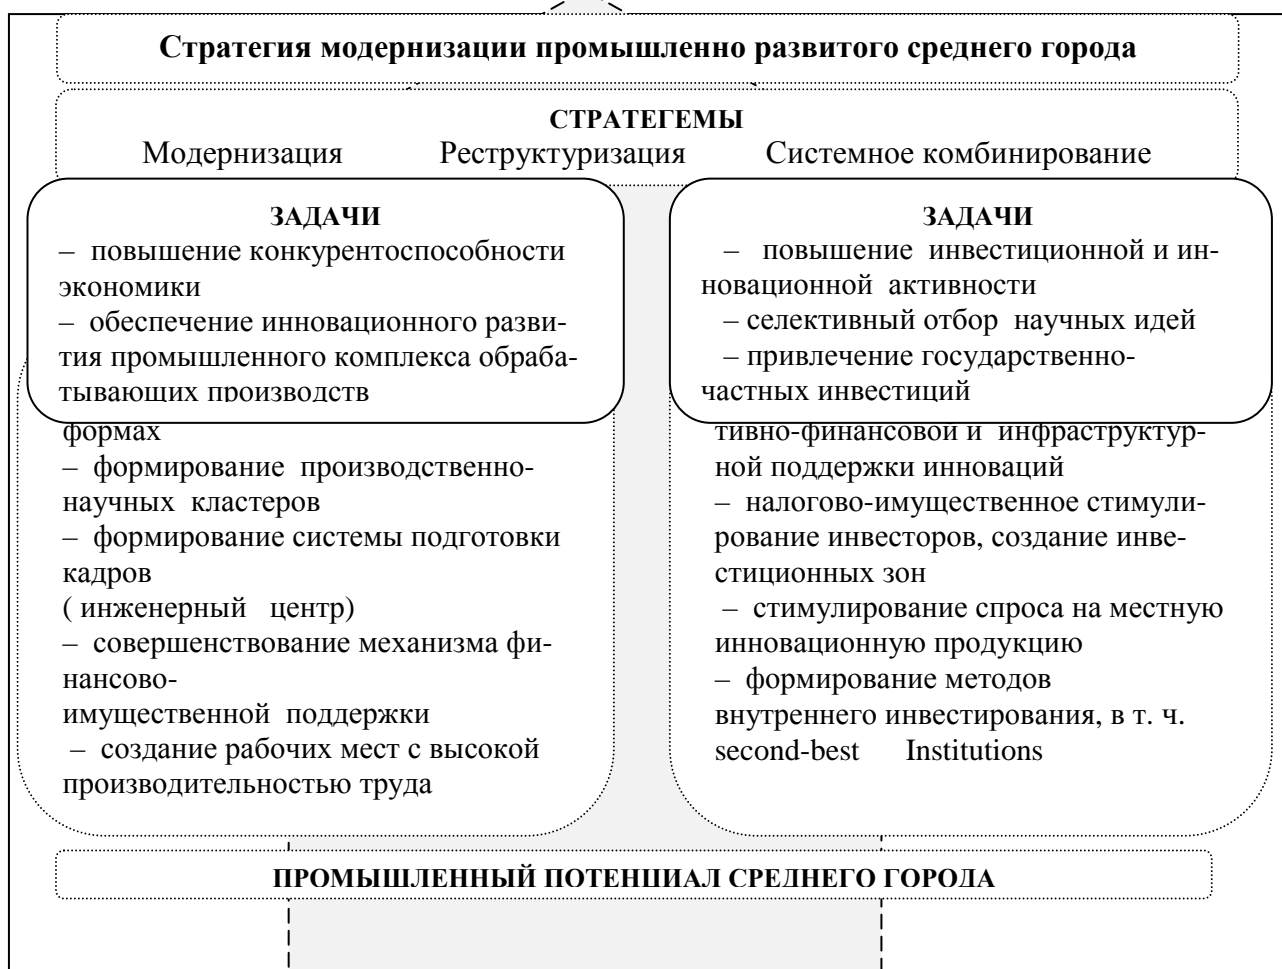 Стратегия модернизации промышленно развитого среднего города
СТРАТЕГЕМЫ
Модернизация Реструктуризация Системное комбинирование
ЗАДАЧИ
– повышение конкурентоспособности
экономики
– обеспечение инновационного разви-
тия промышленного комплекса обраба-
тывающих производств
формах
– формирование производственно-
научных кластеров
– формирование системы подготовки
кадров
( инженерный центр)
– совершенствование механизма фи-
нансово-
имущественной поддержки
– создание рабочих мест с высокой
производительностью труда
ЗАДАЧИ
– повышение инвестиционной и ин-
новационной активности
– селективный отбор научных идей
– привлечение государственно-
частных инвестиций
тивно-финансовой и инфраструктур-
ной поддержки инноваций
– налогово-имущественное стимули-
рование инвесторов, создание инве-
стиционных зон
– стимулирование спроса на местную
инновационную продукцию
– формирование методов
внутреннего инвестирования, в т. ч.
second-best Institutions
ПРОМЫШЛЕННЫЙ ПОТЕНЦИАЛ СРЕДНЕГО ГОРОДА